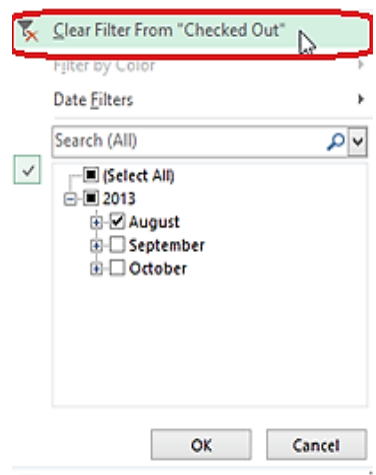 Clear Filter From "Checked Out"
Filter by Color
Date Filters
Search (All)
(Select All)
2013
August
September
October
OK
Cancel